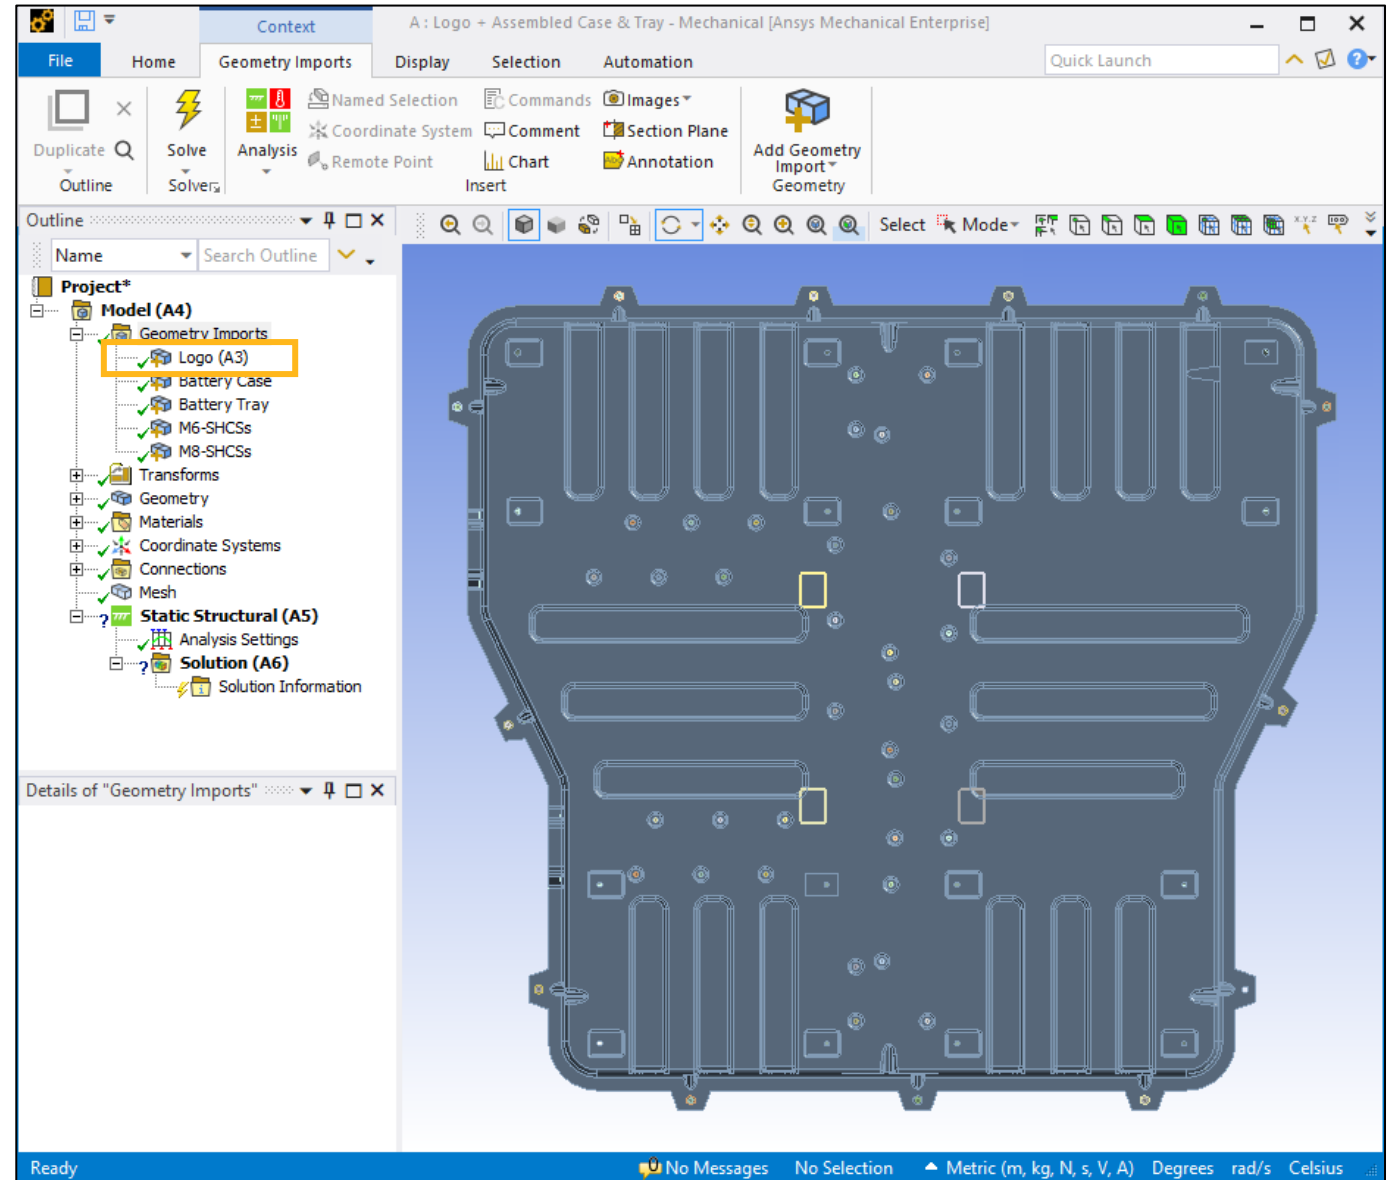 Context
A : Logo + Assembled Case & Tray - Mechanical [Ansys Mechanical Enterprise]
File Home Geometry Imports Display Selection Automation Quick Launch
Duplicate
Outline
Solve
Solvers
Analysis
Named Selection Commands Images
Coordinate System Comment Section Plane
Remote Point Chart Annotation
Insert
Add Geometry
Import
Geometry
Outline
Name Search Outline
Select Mode
X,Y,Z
Project*
Model (A4)
Geometry Imports
Logo (A3)
Battery Case
Battery Tray
M6-SHCSs
M8-SHCSs
Transforms
Geometry
Materials
Coordinate Systems
Connections
Mesh
Static Structural (A5)
Analysis Settings
Solution (A6)
Solution Information
Details of "Geometry Imports"
Ready No Messages No Selection Metric (m, kg, N, s, V, A) Degrees rad/s Celsius